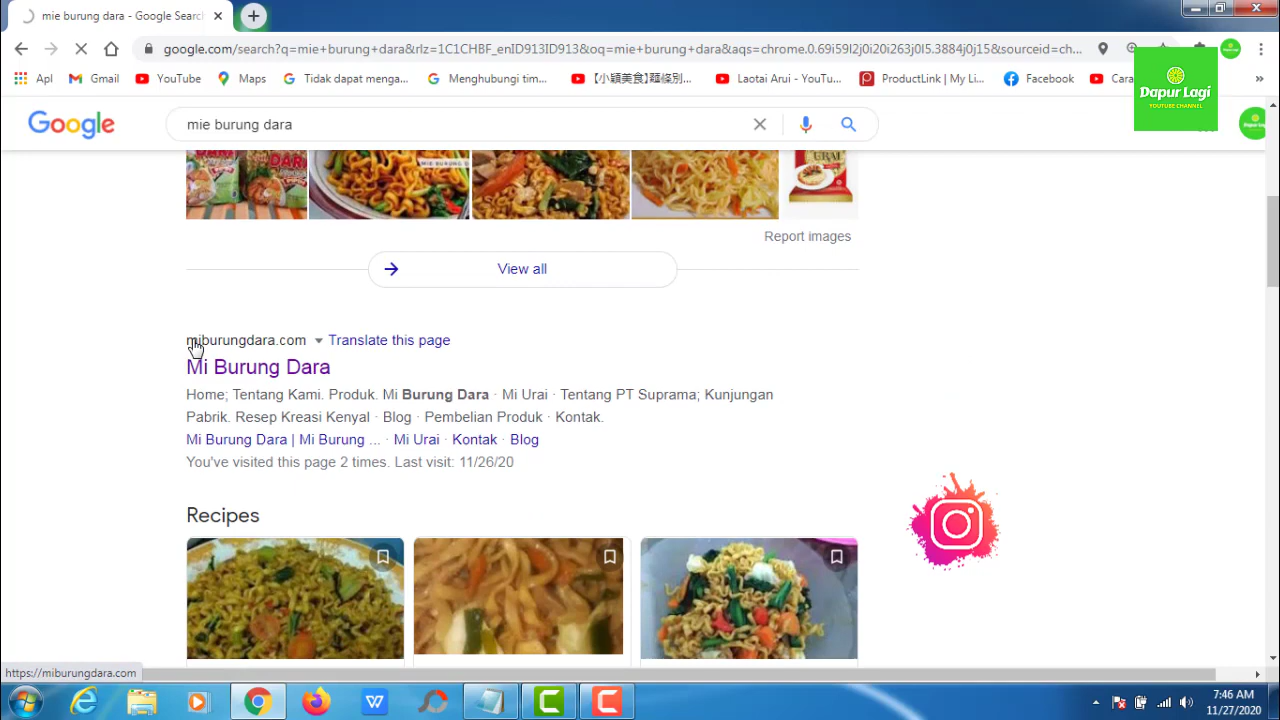 mie burung dara - Google Searc
google.com/search?q=mie+burung+dara&rlz=1C1CHBF_enID913ID913&oq=mie+burung+dara&aqs=chrome.0.69i59l2j0i20i263j0l5.3884j0j15&sourceid=ch...
Apl Gmail YouTube Maps Tidak dapat menga... Menghubungi tim... 【小穎美食】麵條別... Laotai Arui - YouTu... ProductLink | My Li... Facebook Cara »
Dapur Lagi
YOUTUBE CHANNEL
Google mie burung dara
DARA
URAI
Report images
View all
miburungdara.com Translate this page
Mi Burung Dara
Home; Tentang Kami. Produk. Mi Burung Dara · Mi Urai · Tentang PT Suprama; Kunjungan
Pabrik. Resep Kreasi Kenyal · Blog · Pembelian Produk · Kontak.
Mi Burung Dara | Mi Burung ... · Mi Urai · Kontak · Blog
You've visited this page 2 times. Last visit: 11/26/20
Recipes
https://miburungdara.com
7:46 AM
11/27/2020